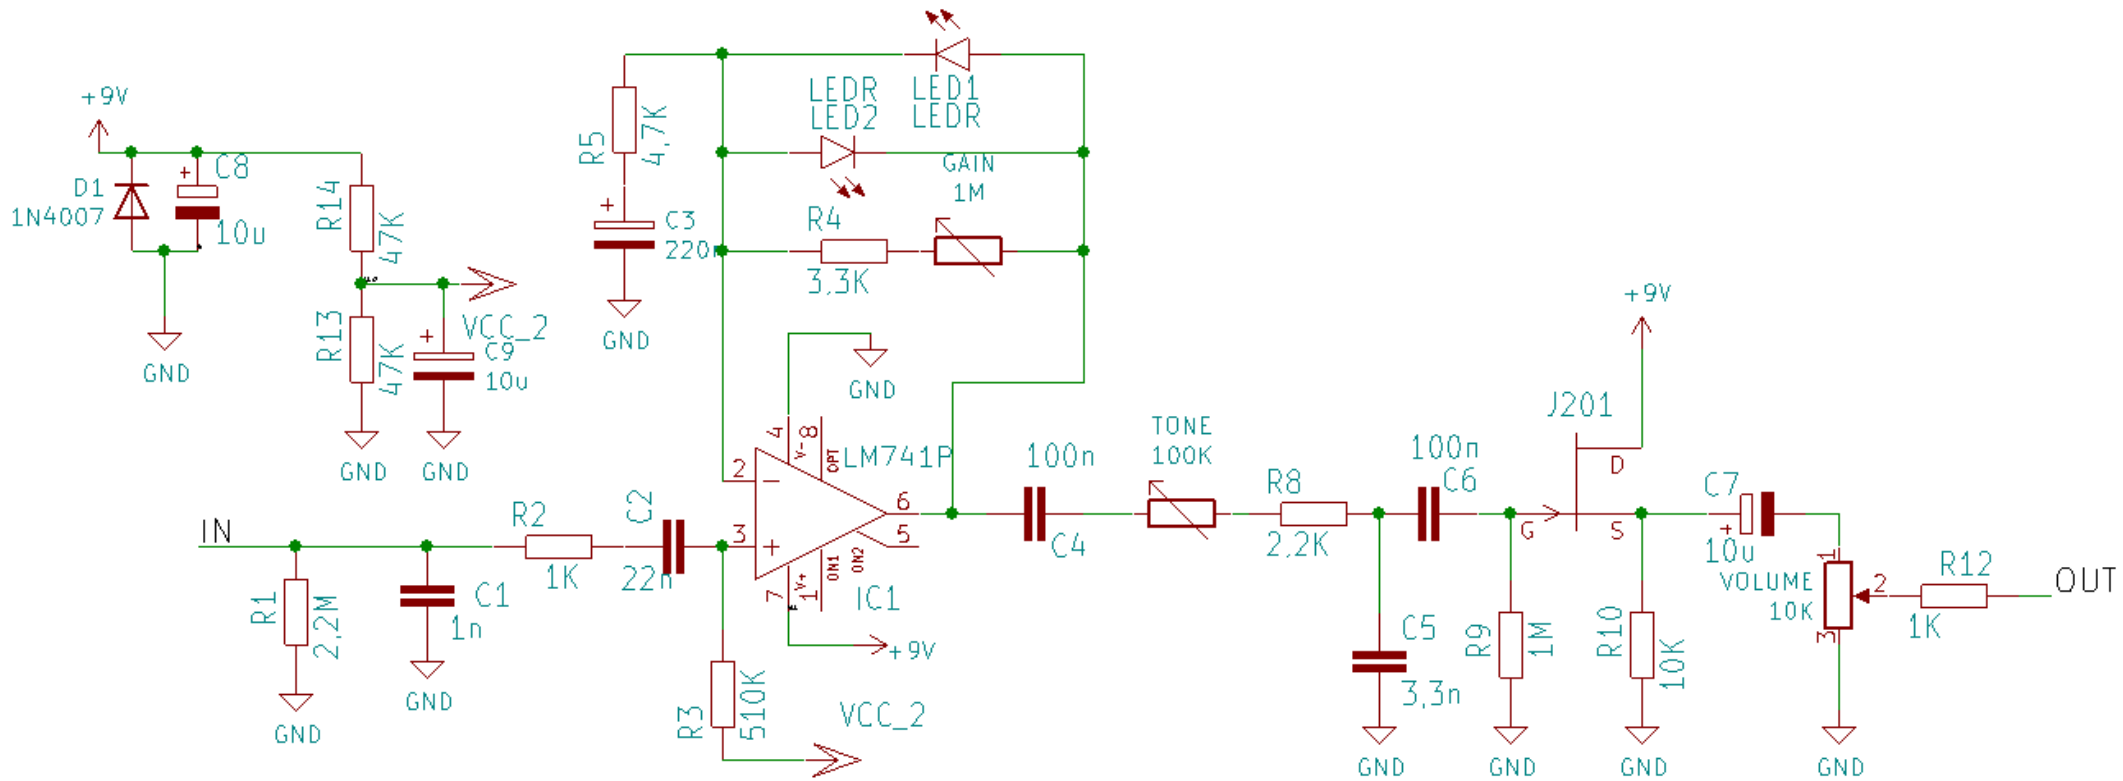 +9V
D1
1N4007
C8
10u
R14
47K
R13
47K
VCC_2
C9
10u
GND
GND
GND
R5
4,7K
C3
220n
GND
LEDR
LED2
LED1
LEDR
GAIN
1M
R4
3,3K
GND
4
V-
8
OPT
LM741P
2
3
6
5
7
V+
1
ON1
ON2
IC1
+9V
IN
R1
2,2M
GND
C1
1n
GND
R2
1K
C2
22n
R3
510K
VCC_2
100n
C4
TONE
100K
R8
2,2K
C5
3,3n
GND
100n
C6
R9
1M
GND
+9V
J201
D
G
S
R10
10K
GND
C7
10u
VOLUME
10K
1
2
3
GND
R12
1K
OUT